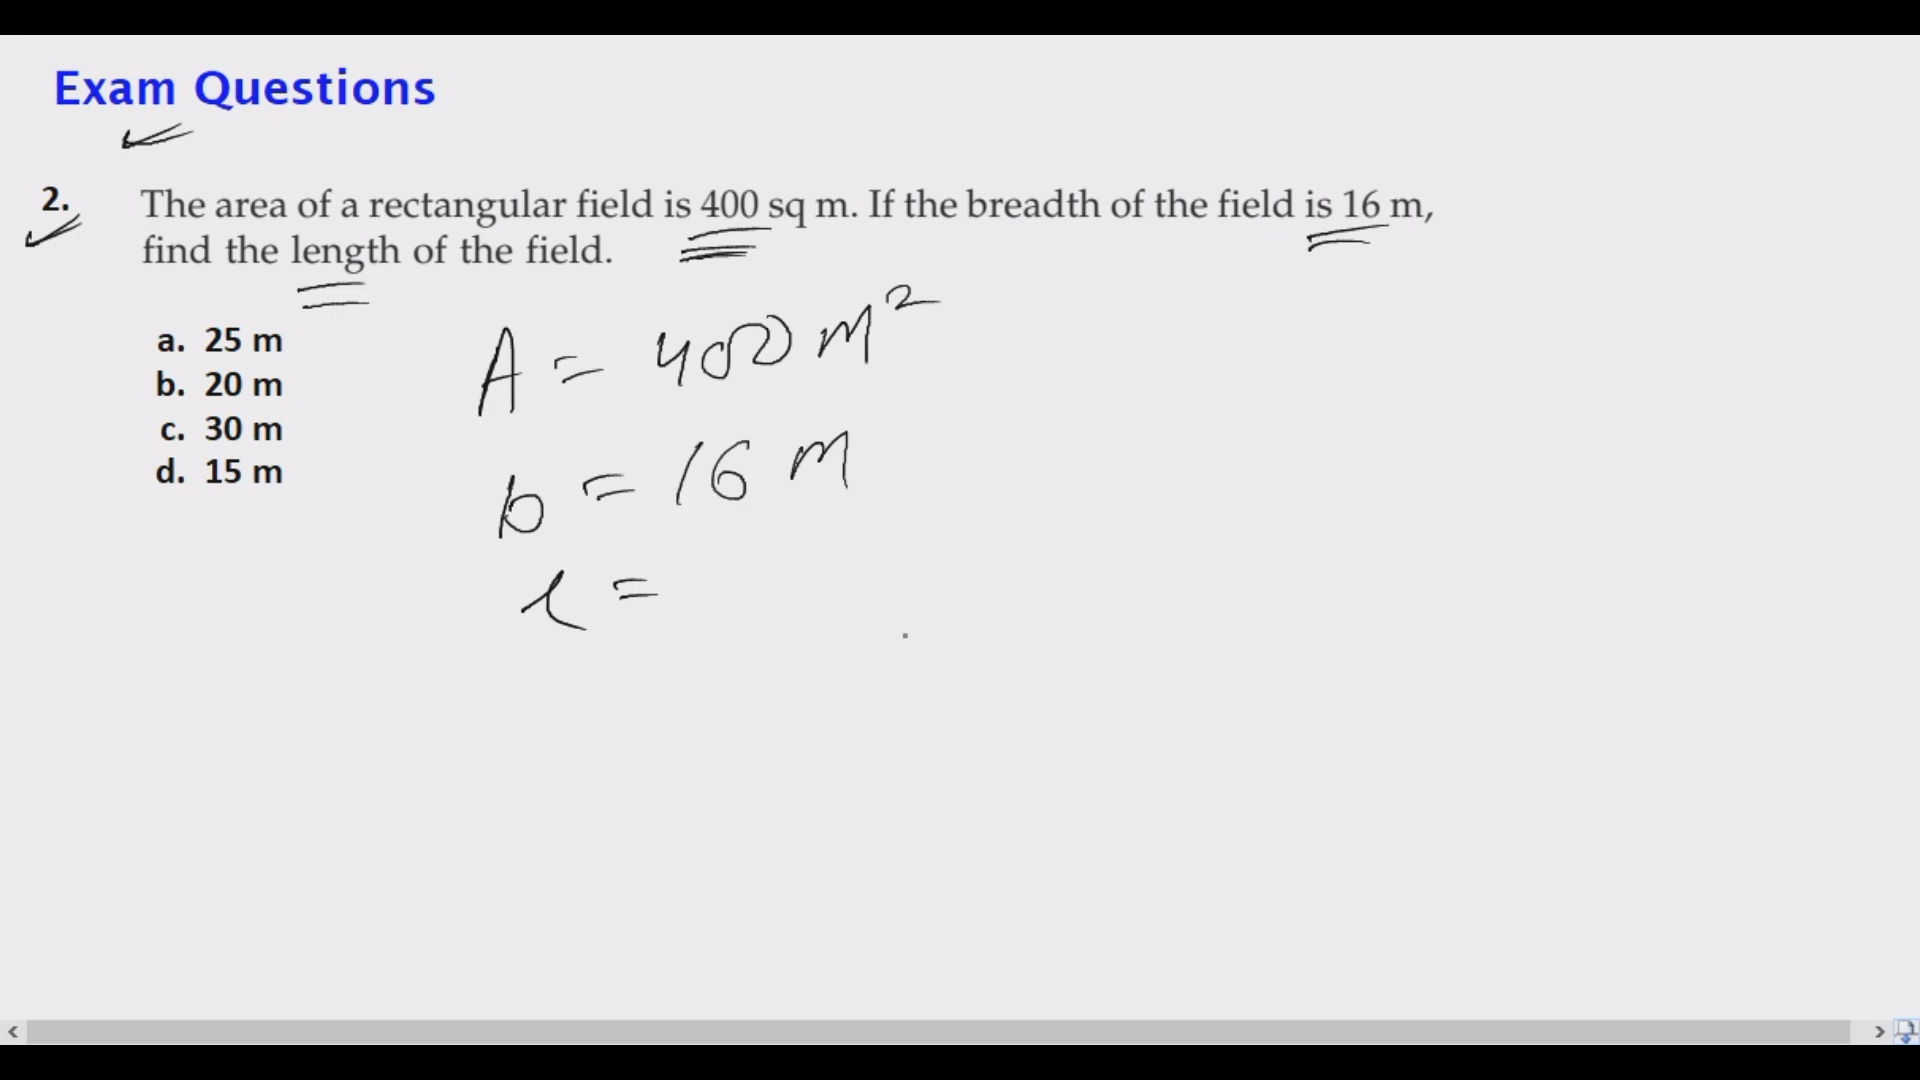 Exam Questions
2. The area of a rectangular field is 400 sq m. If the breadth of the field is 16 m,
find the length of the field.
a. 25 m
b. 20 m
c. 30 m
d. 15 m
A = 400 m²
b = 16 m
l =